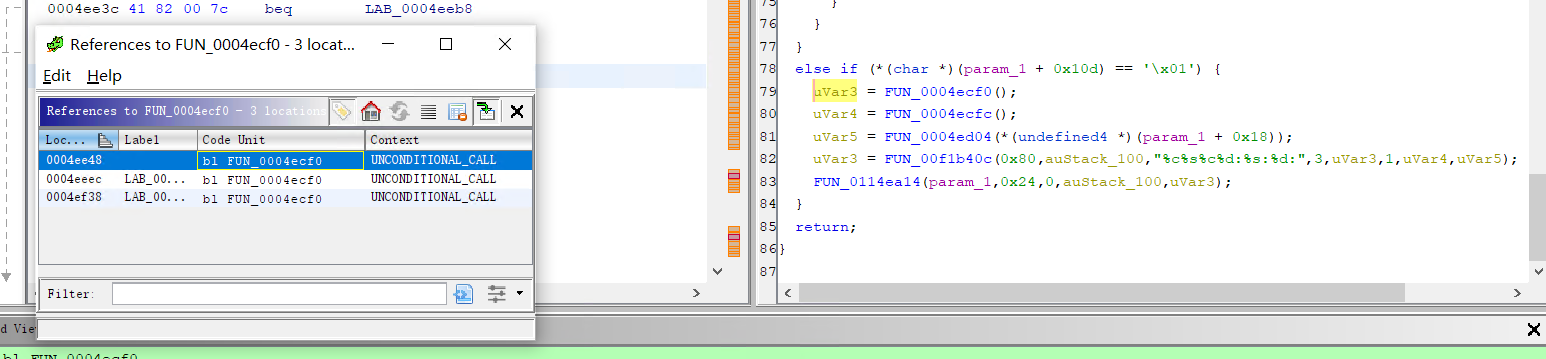 0004ee3c 41 82 00 7c beq LAB_0004eeb8
References to FUN_0004ecf0 - 3 locat...
Edit Help
References to FUN_0004ecf0 - 3 locations
Loc... Label Code Unit Context
0004ee48 bl FUN_0004ecf0 UNCONDITIONAL_CALL
0004eeec LAB_00... bl FUN_0004ecf0 UNCONDITIONAL_CALL
0004ef38 LAB_00... bl FUN_0004ecf0 UNCONDITIONAL_CALL
Filter:
d Vie
bl FUN_0004ecf0
75 }
76 }
77 }
78 else if (*(char *)(param_1 + 0x10d) == '\x01') {
79 uVar3 = FUN_0004ecf0();
80 uVar4 = FUN_0004ecfc();
81 uVar5 = FUN_0004ed04(*(undefined4 *)(param_1 + 0x18));
82 uVar3 = FUN_00f1b40c(0x80,auStack_100,"%c%s%c%d:%s:%d:",3,uVar3,1,uVar4,uVar5);
83 FUN_0114ea14(param_1,0x24,0,auStack_100,uVar3);
84 }
85 return;
86 }
87